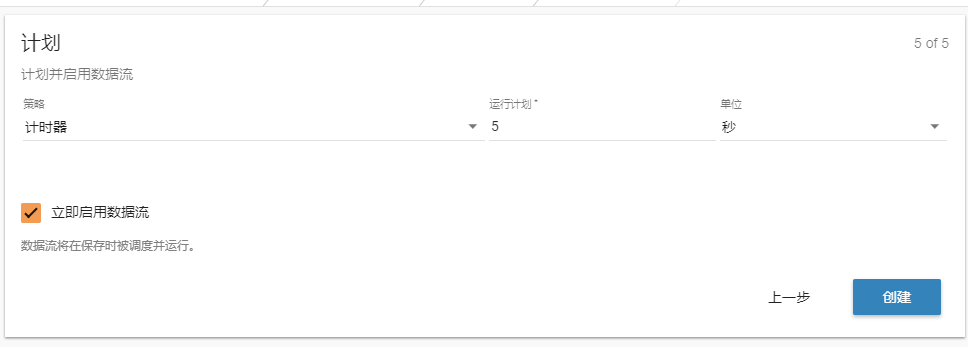 计划
5 of 5
计划并启用数据流
策略
运行计划 *
单位
计时器
5
秒
立即启用数据流
数据流将在保存时被调度并运行。
上一步
创建